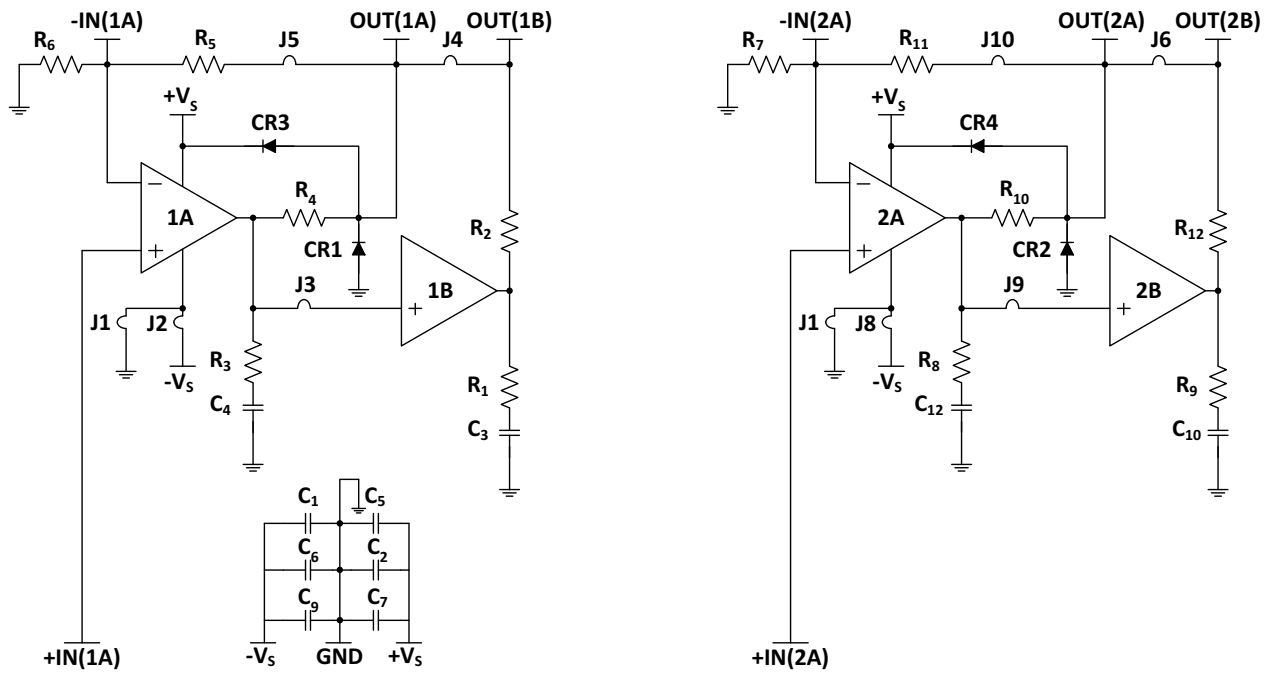 -IN(1A) OUT(1A) OUT(1B)
R6 R5 J5 J4
+VS
CR3
R4
− 1A
+
CR1
R2
J3
1B
+
J1 J2
-VS
R3
C4
R1
C3
C1 C5
C6 C2
C9 C7
-VS GND +VS
+IN(1A)
-IN(2A) OUT(2A) OUT(2B)
R7 R11 J10 J6
+VS
CR4
R10
− 2A
+
CR2
R12
J9
2B
+
J1 J8
-VS
R8
C12
R9
C10
+IN(2A)